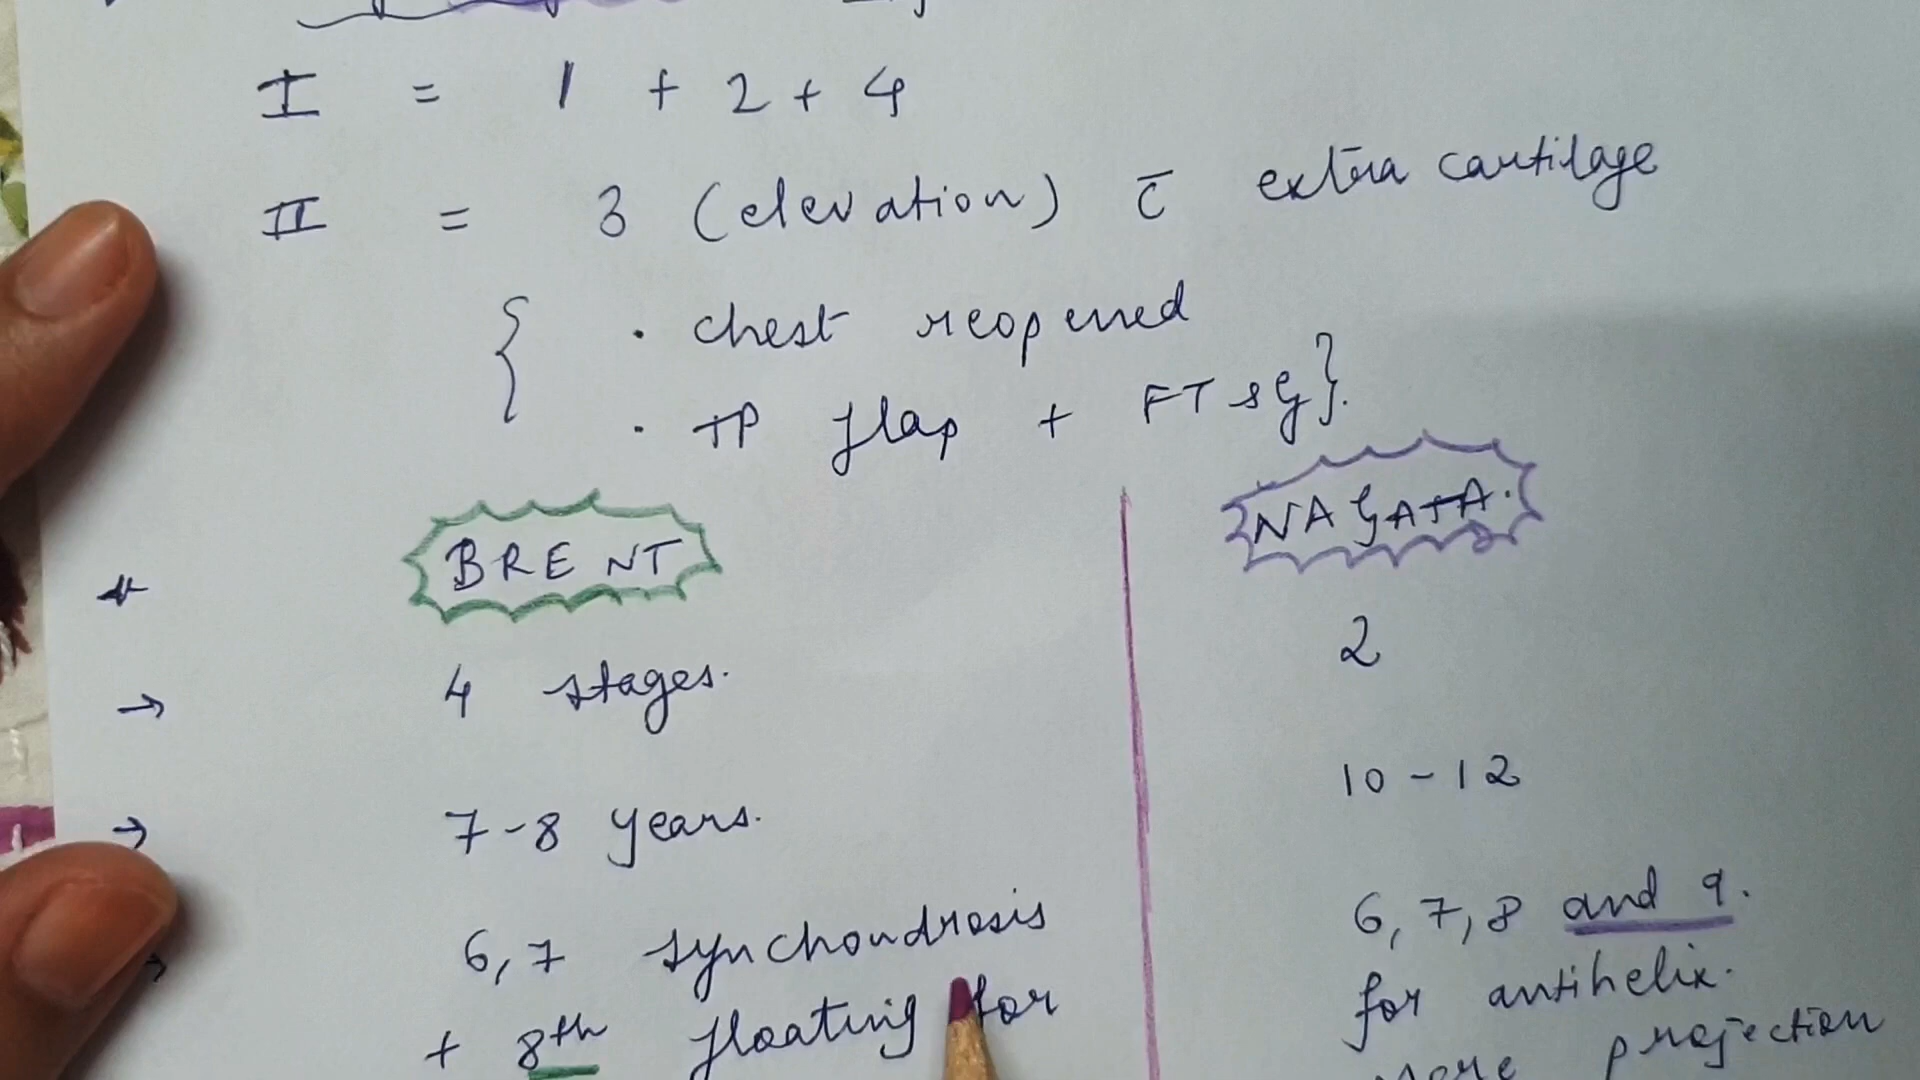 I = 1 + 2 + 4
II = 3 (elevation) c̄ extra cartilage
{ . chest reopened
. TP flap + FTSG}.
BRENT
NAGATA.
→ 4 stages.
2
→ 7-8 years.
10-12
→ 6,7 synchondrosis
+ 8th floating for
6,7,8 and 9.
for antihelix.
more projection